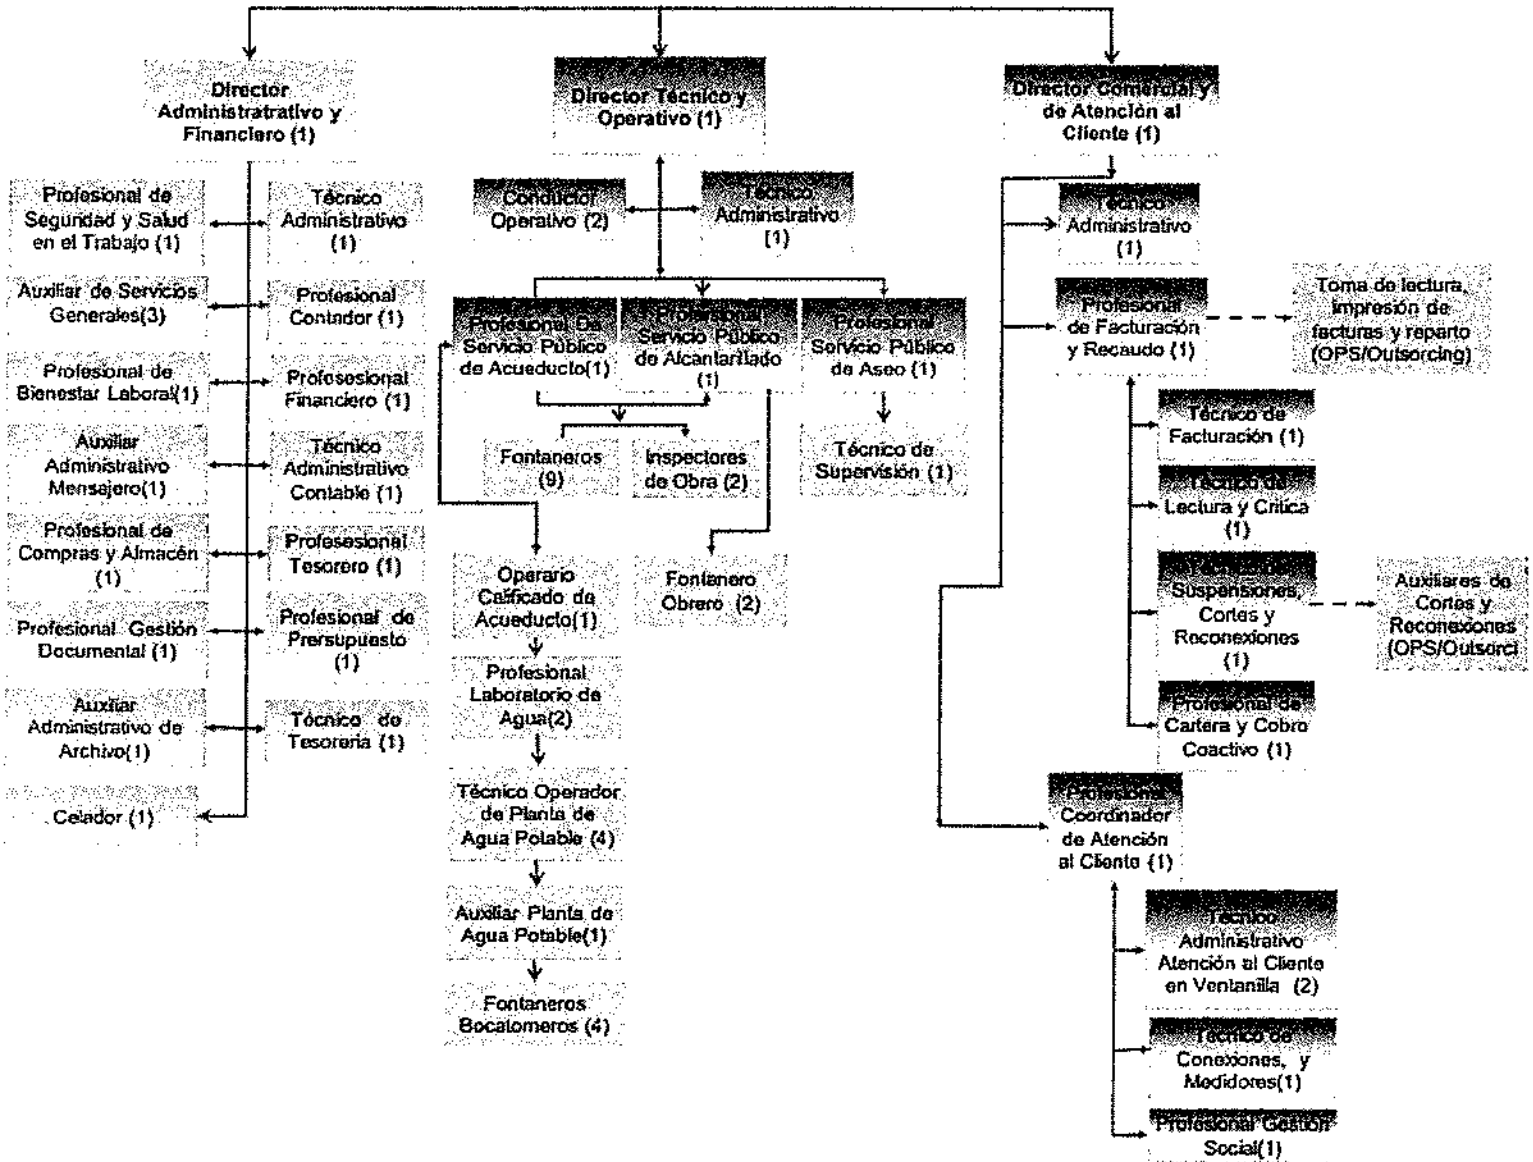 Director
Administratrativo y
Financiero (1)
Profesional de
Seguridad y Salud
en el Trabajo (1)
Técnico
Administrativo
(1)
Auxiliar de Servicios
Generales(3)
Profesional
Contador (1)
Profesional de
Bienestar Laboral(1)
Profesesional
Financiero (1)
Auxiliar
Administrativo
Mensajero(1)
Técnico
Administrativo
Contable (1)
Profesional de
Compras y Almacén
(1)
Profesesional
Tesorero (1)
Profesional Gestión
Documental (1)
Profesional de
Prersupuesto
(1)
Auxiliar
Administrativo de
Archivo(1)
Técnico de
Tesoreria (1)
Celador (1)
Director Técnico y
Operativo (1)
Conductor
Operativo (2)
Técnico
Administrativo
(1)
Profesional De
Servicio Público
de Acueducto(1)
Profesional
Servicio Público
de Alcantarillado
(1)
Profesional
Servicio Público
de Aseo (1)
Fontaneros
(9)
Inspectores
de Obra (2)
Técnico de
Supervisión (1)
Operario
Calificado de
Acueducto(1)
Fontanero
Obrero (2)
Profesional
Laboratorio de
Agua(2)
Técnico Operador
de Planta de
Agua Potable (4)
Auxiliar Planta de
Agua Potable(1)
Fontaneros
Bocatomeros (4)
Director Comercial y
de Atención al
Cliente (1)
Técnico
Administrativo
(1)
Profesional
de Facturación
y Recaudo (1)
Toma de lectura,
impresión de
facturas y reparto
(OPS/Outsorcing)
Técnico de
Facturación (1)
Técnico de
Lectura y Critica
(1)
Técnico de
Suspensiones,
Cortes y
Reconexiones
(1)
Auxiliares de
Cortes y
Reconexiones
(OPS/Outsorci
Profesional de
Cartera y Cobro
Coactivo (1)
Profesional
Coordinador
de Atención
al Cliente (1)
Técnico
Administrativo
Atención al Cliente
en Ventanilla (2)
Técnico de
Conexiones, y
Medidores(1)
Profesional Gestión
Social(1)